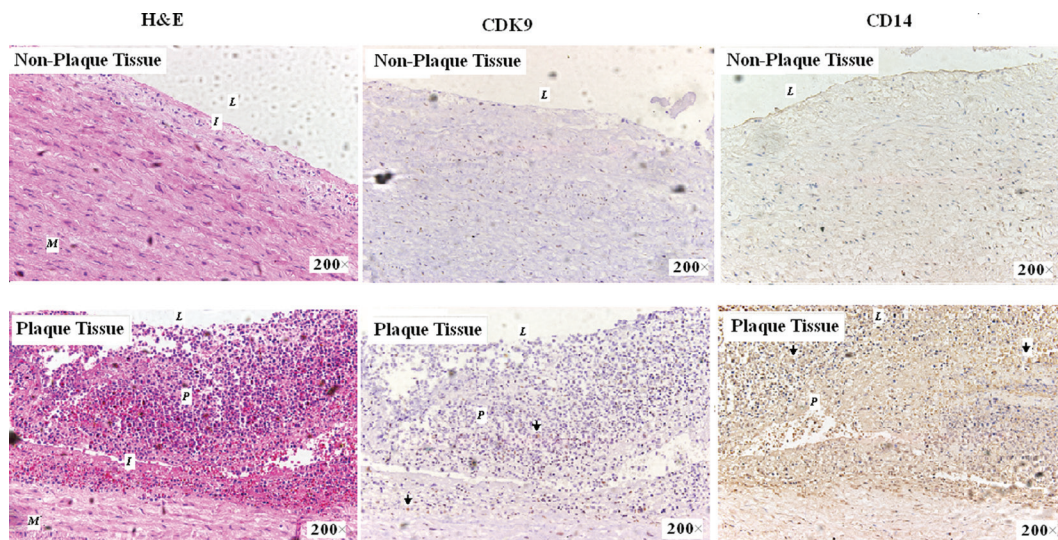 H&E
CDK9
CD14
Non-Plaque Tissue
L
I
M
200×
Non-Plaque Tissue
L
200×
Non-Plaque Tissue
L
200×
Plaque Tissue
L
P
I
M
200×
Plaque Tissue
L
P
200×
Plaque Tissue
L
P
200×